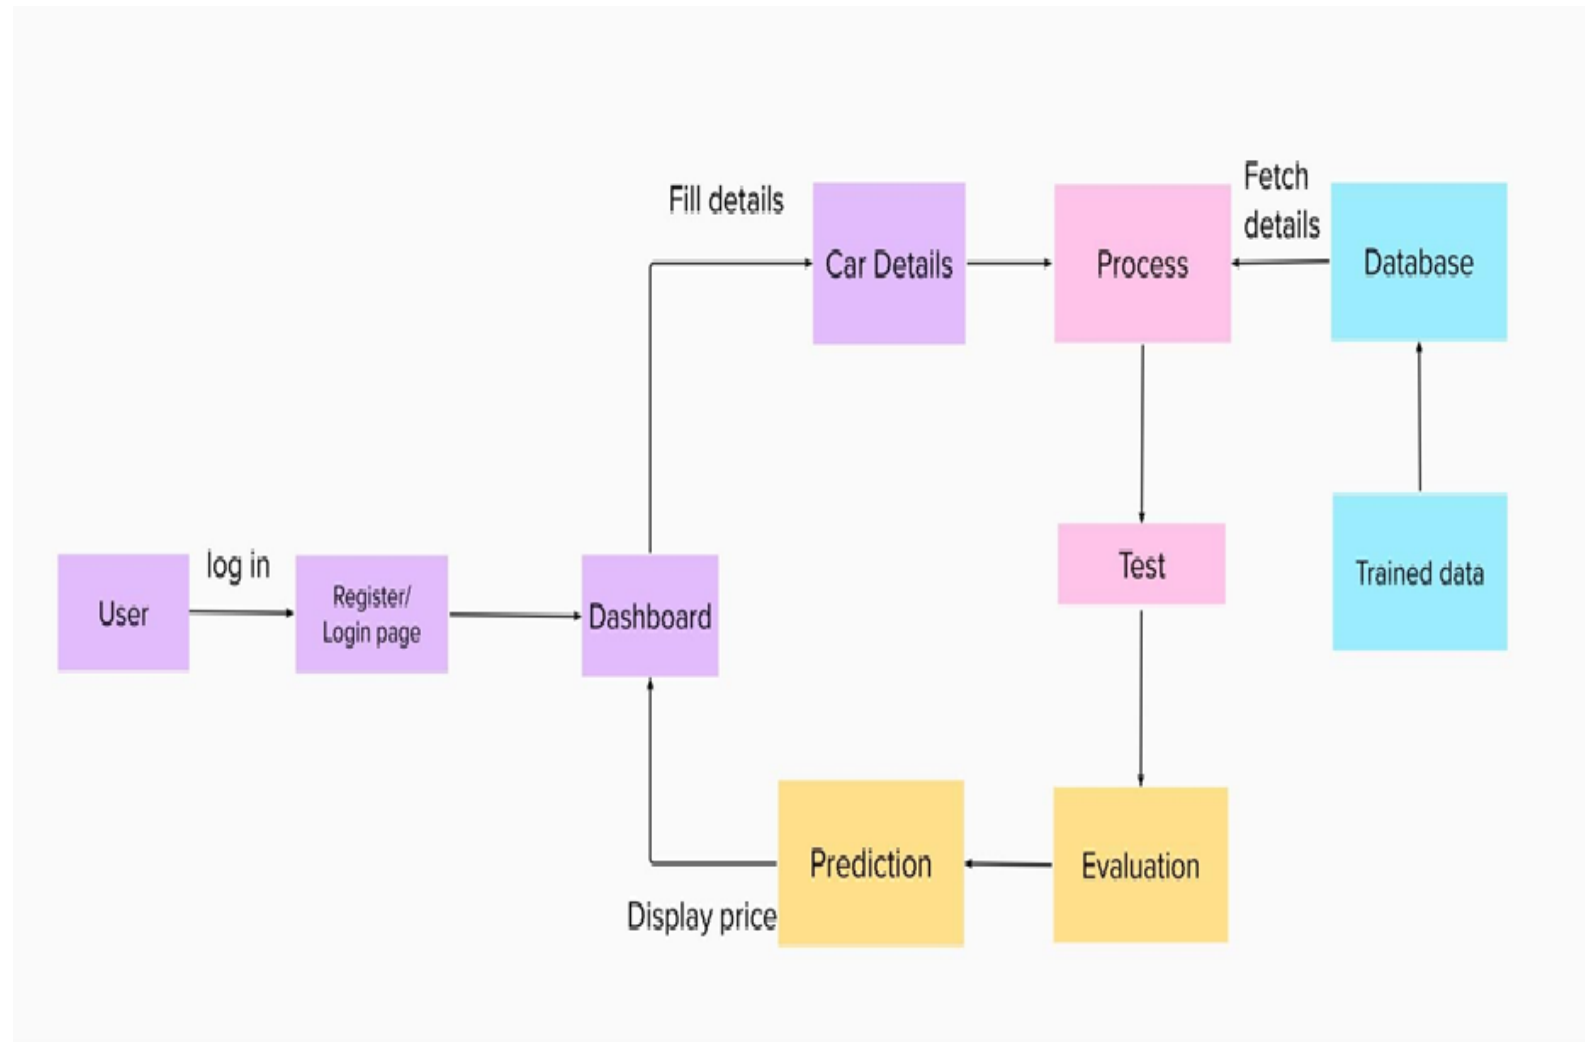 Fill details
Car Details
Process
Fetch
details
Database
Test
Trained data
User
log in
Register/
Login page
Dashboard
Prediction
Evaluation
Display price